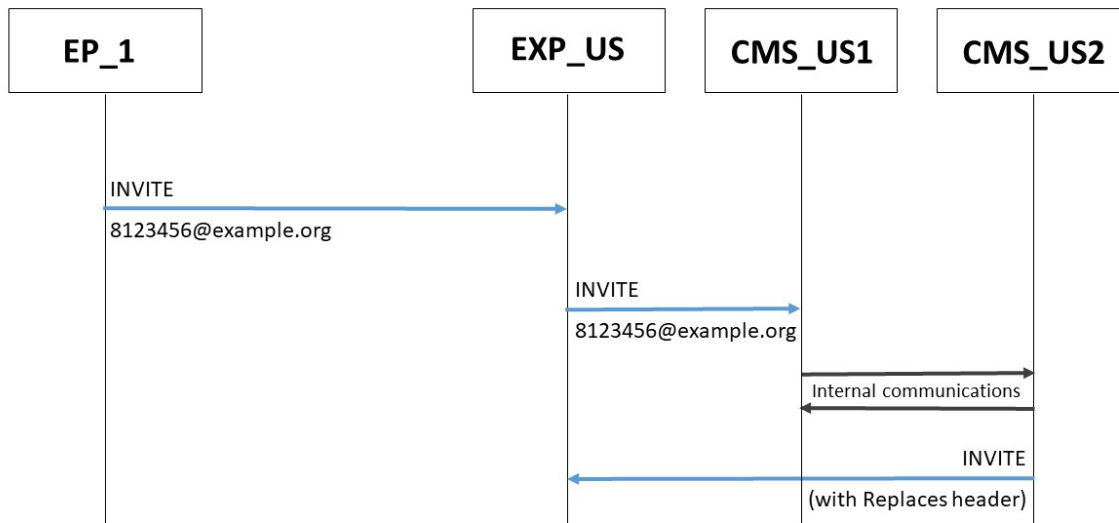 EP_1
EXP_US
CMS_US1
CMS_US2
INVITE
8123456@example.org
INVITE
8123456@example.org
Internal communications
INVITE
(with Replaces header)